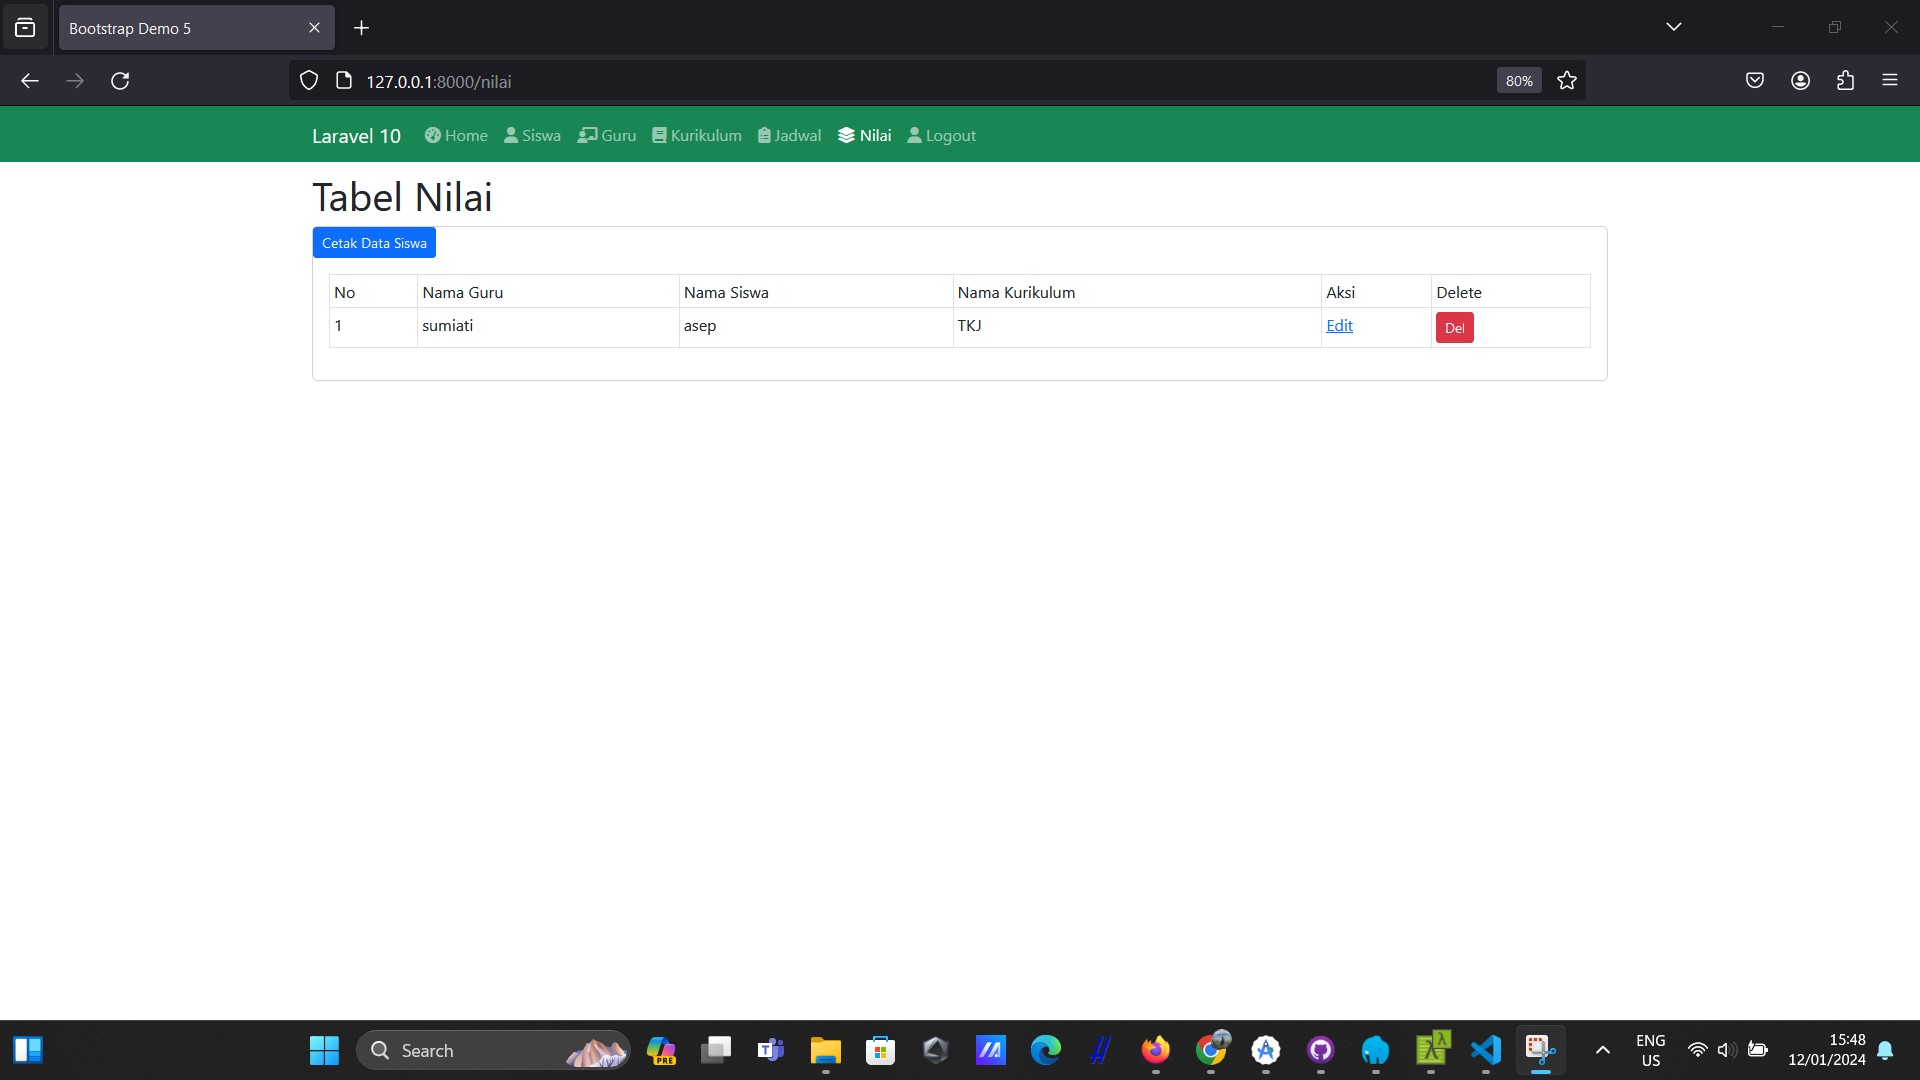 Bootstrap Demo 5
127.0.0.1:8000/nilai
80%
Laravel 10 Home Siswa Guru Kurikulum Jadwal Nilai Logout
Tabel Nilai
Cetak Data Siswa
No Nama Guru Nama Siswa Nama Kurikulum Aksi Delete
1 sumiati asep TKJ Edit Del
Search
PRE
ENG
US
15:48
12/01/2024